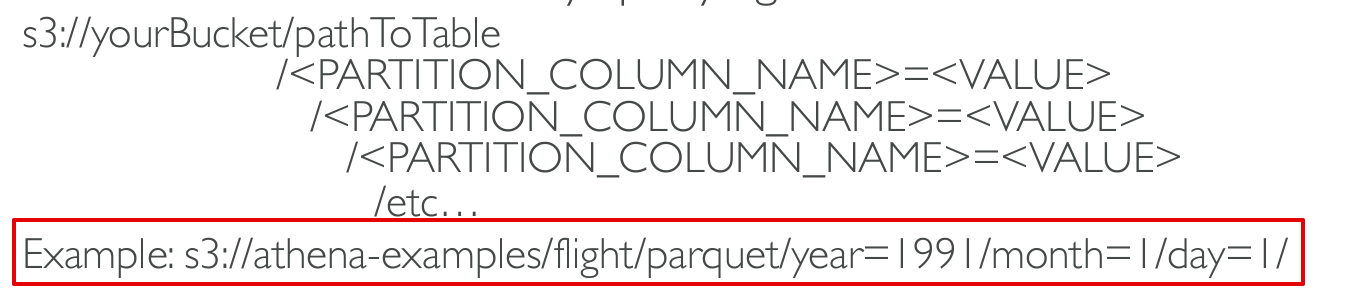 s3://yourBucket/pathToTable
/<PARTITION_COLUMN_NAME>=<VALUE>
/<PARTITION_COLUMN_NAME>=<VALUE>
/<PARTITION_COLUMN_NAME>=<VALUE>
/etc…
Example: s3://athena-examples/flight/parquet/year=1991/month=1/day=1/